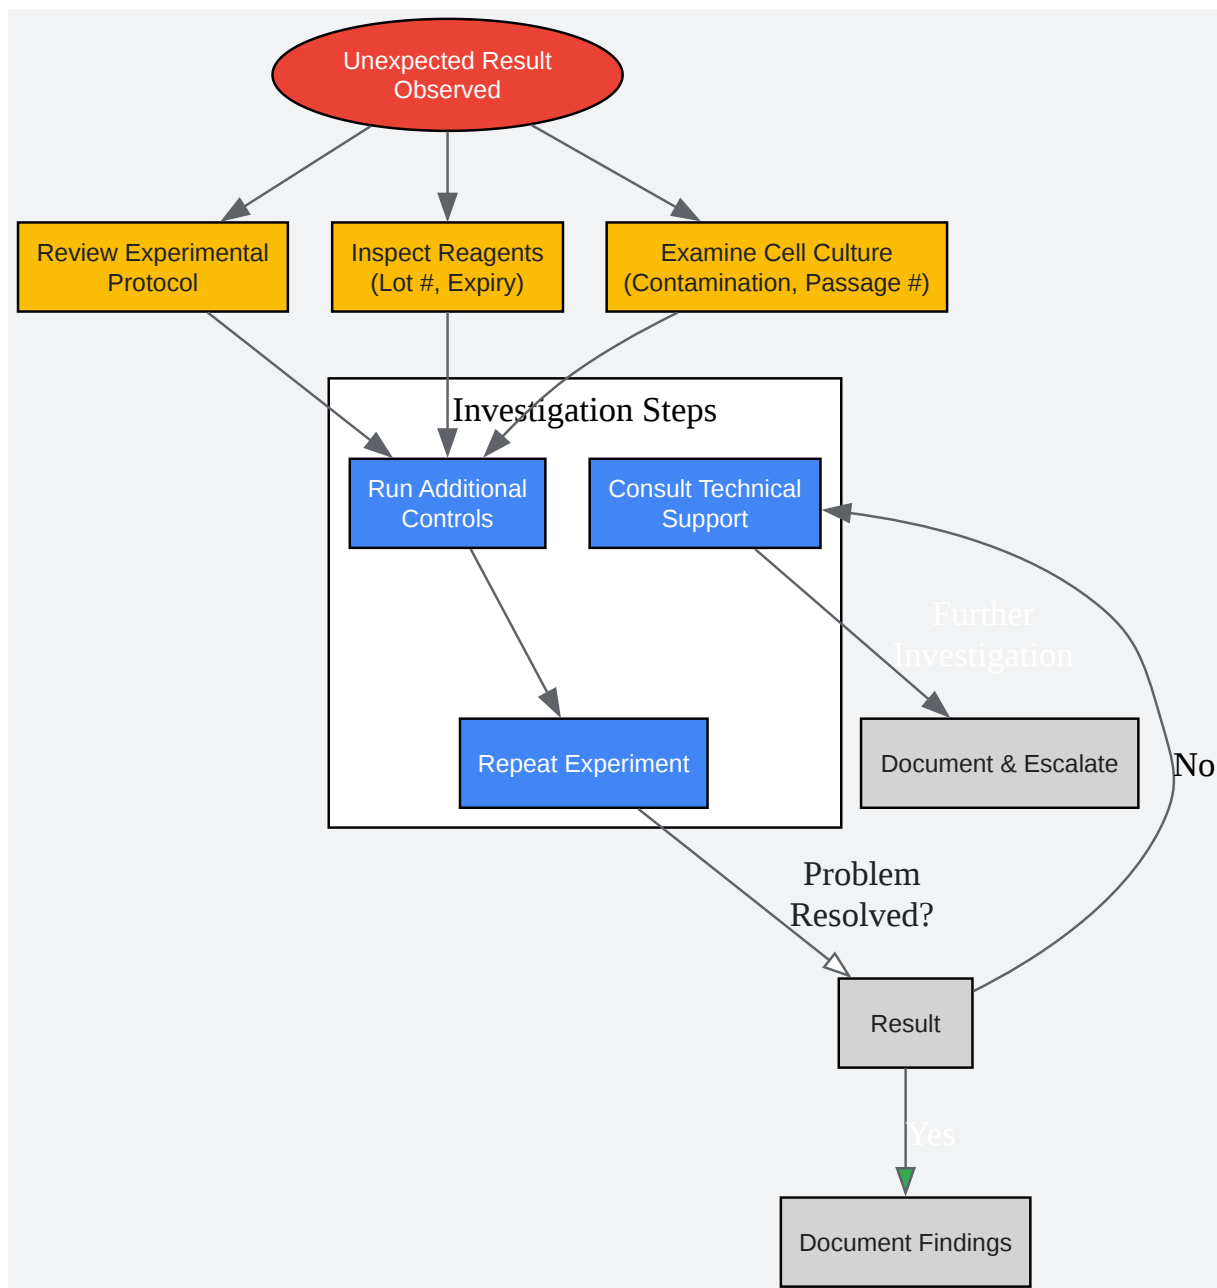 Unexpected Result
Observed
Review Experimental
Protocol
Inspect Reagents
(Lot #, Expiry)
Examine Cell Culture
(Contamination, Passage #)
Investigation Steps
Run Additional
Controls
Consult Technical
Support
Further
Investigation
Repeat Experiment
Document & Escalate
No
Problem
Resolved?
Result
Yes
Document Findings